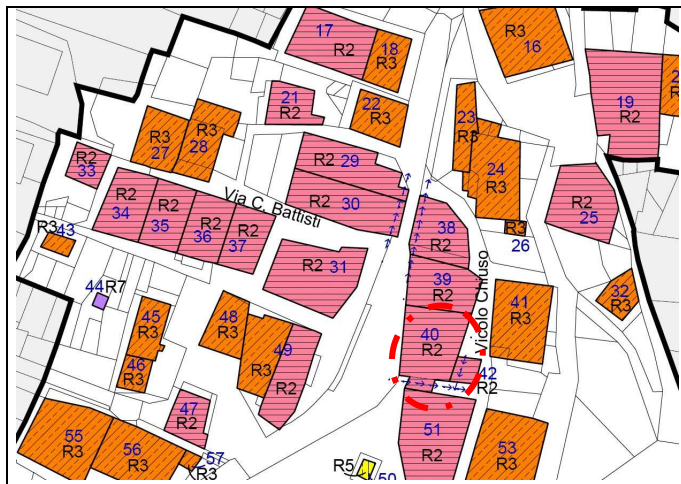 17
R2
18
R3
R3
16
19
R2
21
R2
22
R3
23
R3
24
R3
R3
27
R3
28
R2
29
R2
30
R2
33
R2
34
R2
35
R2
36
R2
37
Via C. Battisti
R2
31
38
R2
39
R2
40
R2
Vicolo Chiuso
R3
26
25
R2
32
R3
41
R3
42
R2
R3
43
44
R7
45
R3
46
R3
48
R3
49
R3
R2
47
R2
51
R2
53
R3
55
R3
56
R3
57
R3
R5
50